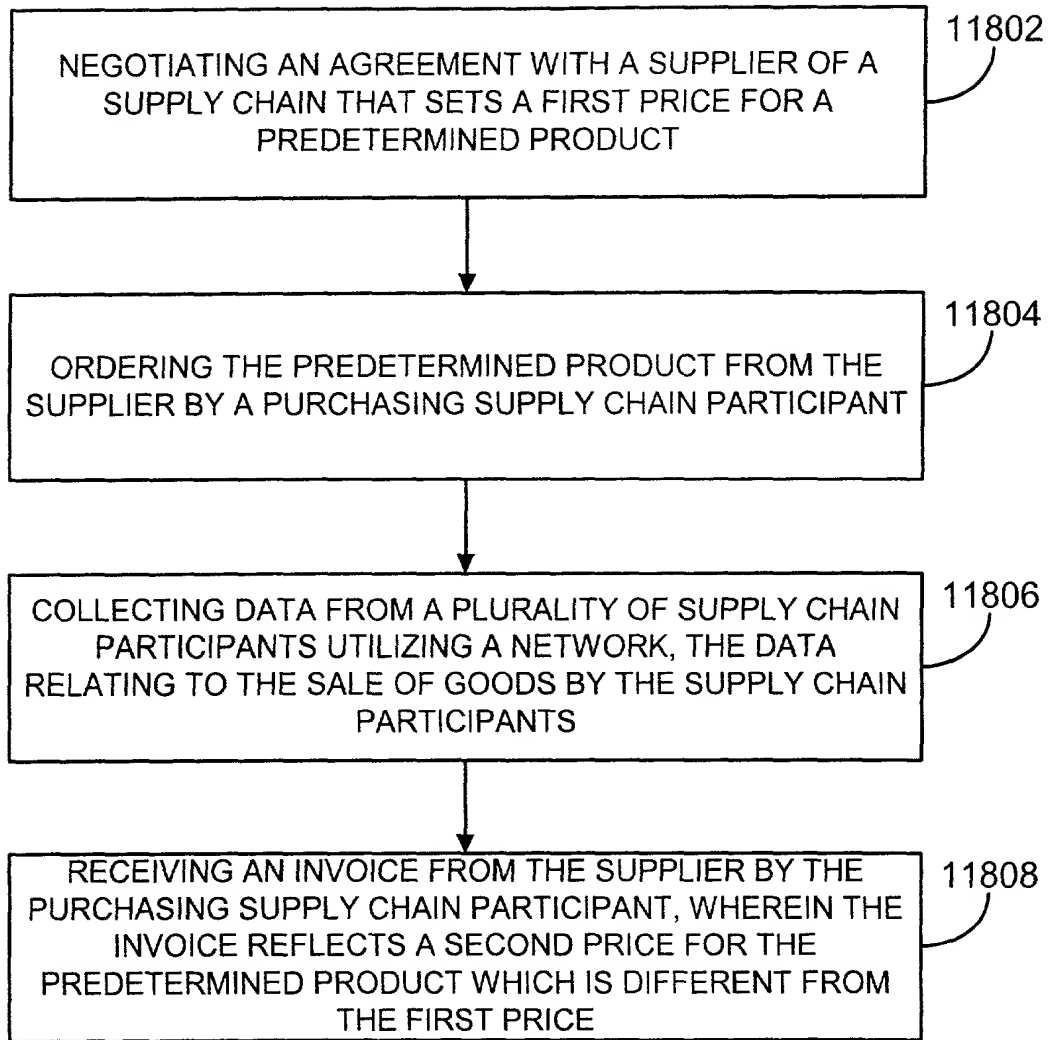 11802
NEGOTIATING AN AGREEMENT WITH A SUPPLIER OF A
SUPPLY CHAIN THAT SETS A FIRST PRICE FOR A
PREDETERMINED PRODUCT
11804
ORDERING THE PREDETERMINED PRODUCT FROM THE
SUPPLIER BY A PURCHASING SUPPLY CHAIN PARTICIPANT
11806
COLLECTING DATA FROM A PLURALITY OF SUPPLY CHAIN
PARTICIPANTS UTILIZING A NETWORK, THE DATA
RELATING TO THE SALE OF GOODS BY THE SUPPLY CHAIN
PARTICIPANTS
11808
RECEIVING AN INVOICE FROM THE SUPPLIER BY THE
PURCHASING SUPPLY CHAIN PARTICIPANT, WHEREIN THE
INVOICE REFLECTS A SECOND PRICE FOR THE
PREDETERMINED PRODUCT WHICH IS DIFFERENT FROM
THE FIRST PRICE